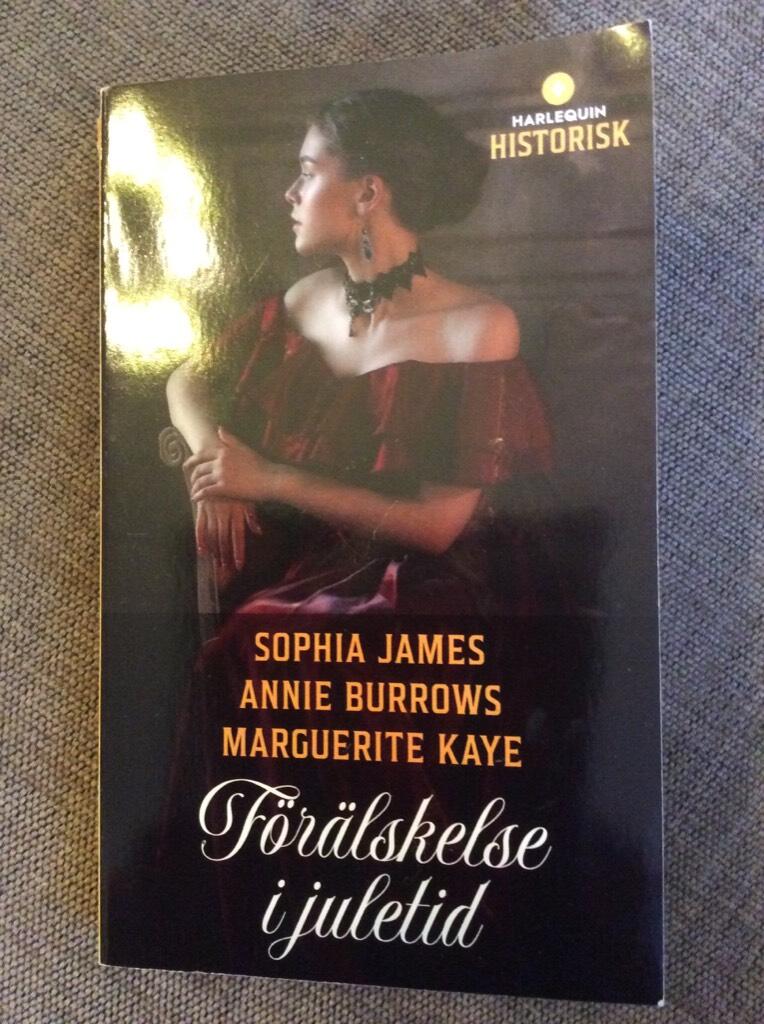 HARLEQUIN
HISTORISK
SOPHIA JAMES
ANNIE BURROWS
MARGUERITE KAYE
Förälskelse
i juletid